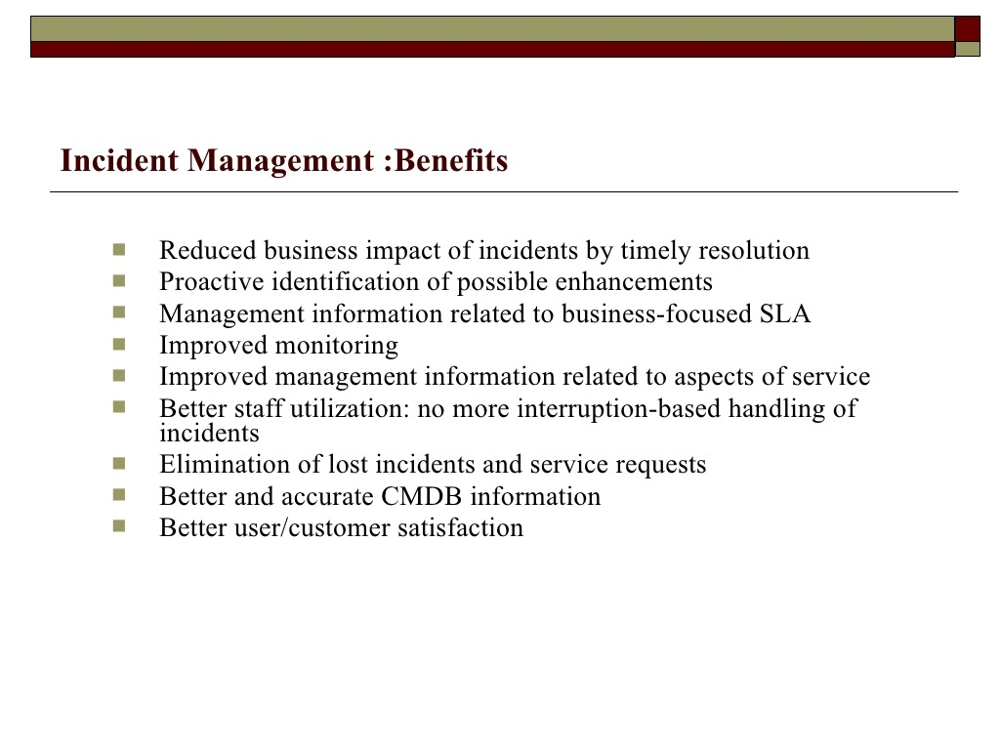 Incident Management :Benefits
Reduced business impact of incidents by timely resolution
Proactive identification of possible enhancements
Management information related to business-focused SLA
Improved monitoring
Improved management information related to aspects of service
Better staff utilization: no more interruption-based handling of
incidents
Elimination of lost incidents and service requests
Better and accurate CMDB information
Better user/customer satisfaction